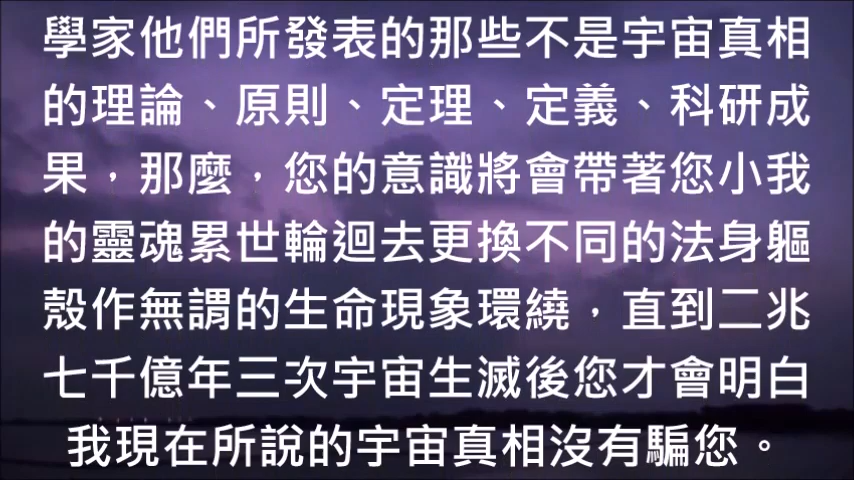 學家他們所發表的那些不是宇宙真相
的理論、原則、定理、定義、科研成
果，那麼，您的意識將會帶著您小我
的靈魂累世輪迴去更換不同的法身軀
殼作無謂的生命現象環繞，直到二兆
七千億年三次宇宙生滅後您才會明白
我現在所說的宇宙真相沒有騙您。